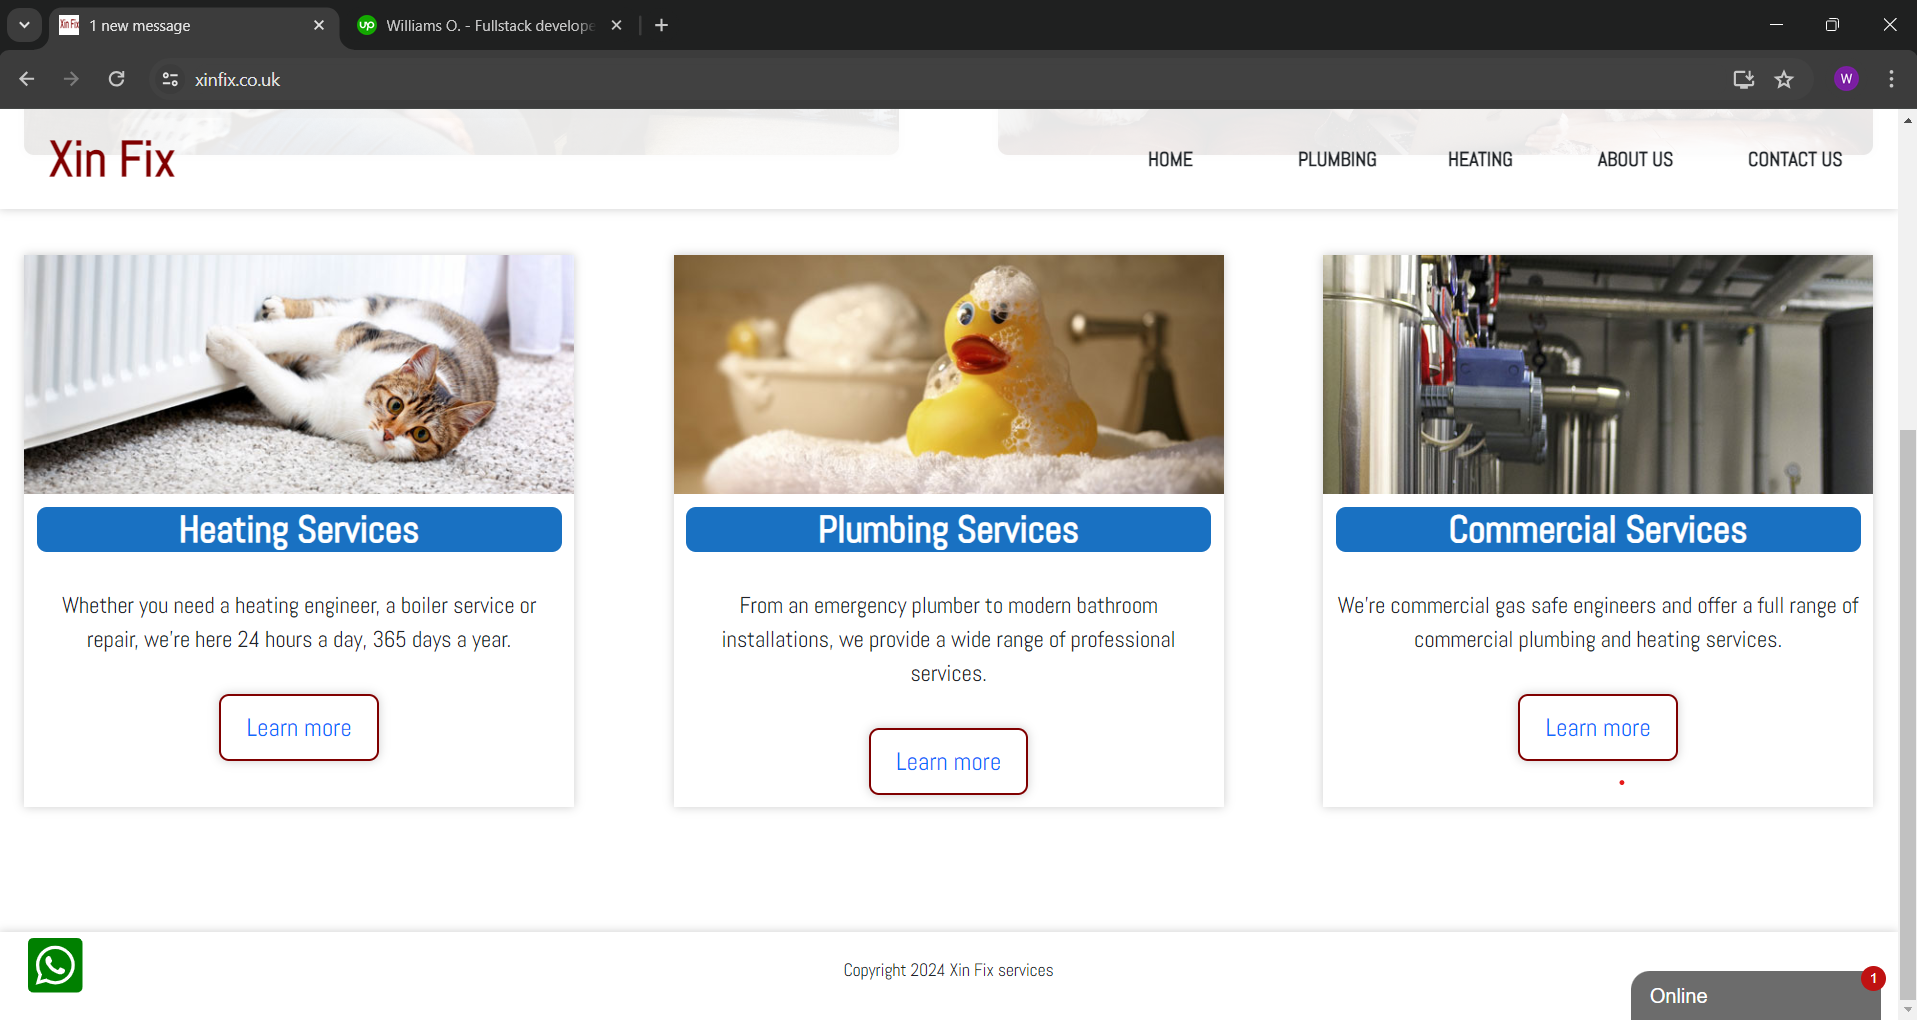 1 new message
Williams O. - Fullstack develope
xinfix.co.uk
W
Xin Fix
HOME
PLUMBING
HEATING
ABOUT US
CONTACT US
Heating Services
Whether you need a heating engineer, a boiler service or
repair, we're here 24 hours a day, 365 days a year.
Learn more
Plumbing Services
From an emergency plumber to modern bathroom
installations, we provide a wide range of professional
services.
Learn more
Commercial Services
We're commercial gas safe engineers and offer a full range of
commercial plumbing and heating services.
Learn more
Copyright 2024 Xin Fix services
Online
1